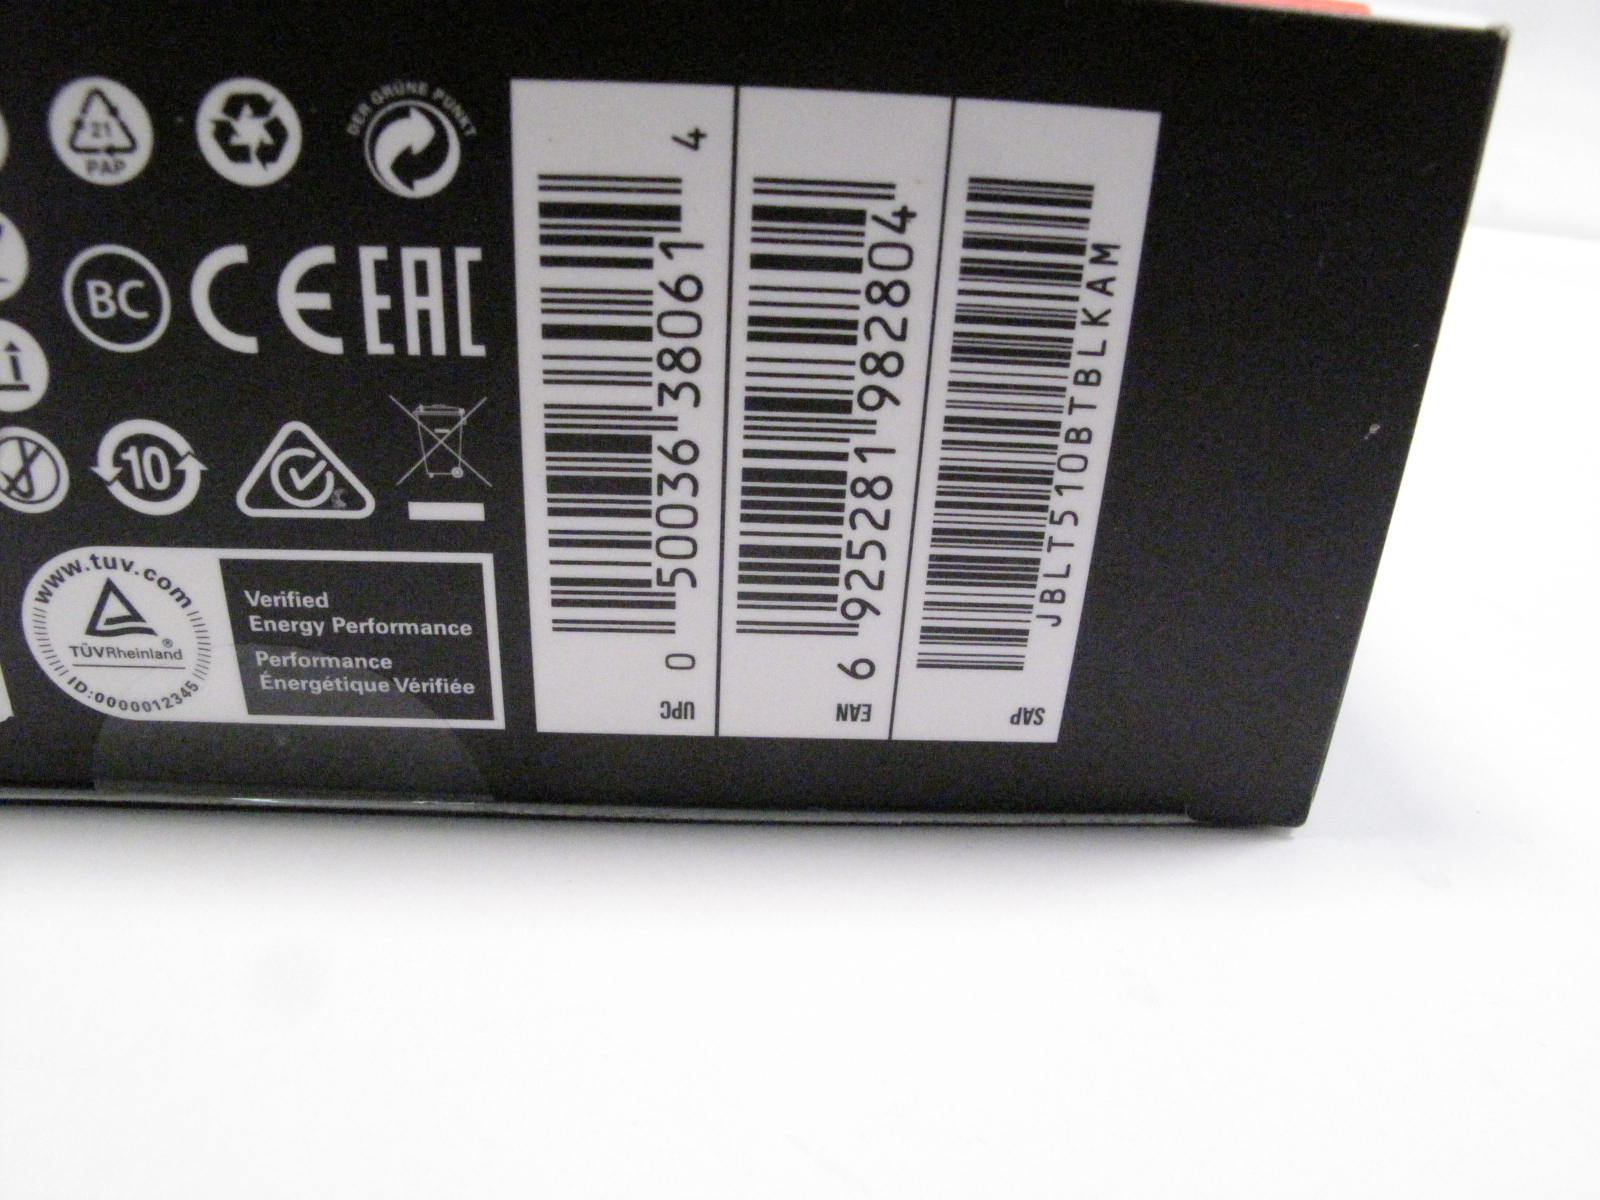 21
PAP
DER GRÜNE PUNKT
BC
CE
EAC
10
www.tuv.com
TÜVRheinland
®
ID:0000012345
Verified
Energy Performance
Performance
Énergétique Vérifiée
UPC
0 50036 38061 4
EAN
6 925281 982804
SAP
JBLT510BTBLKAM